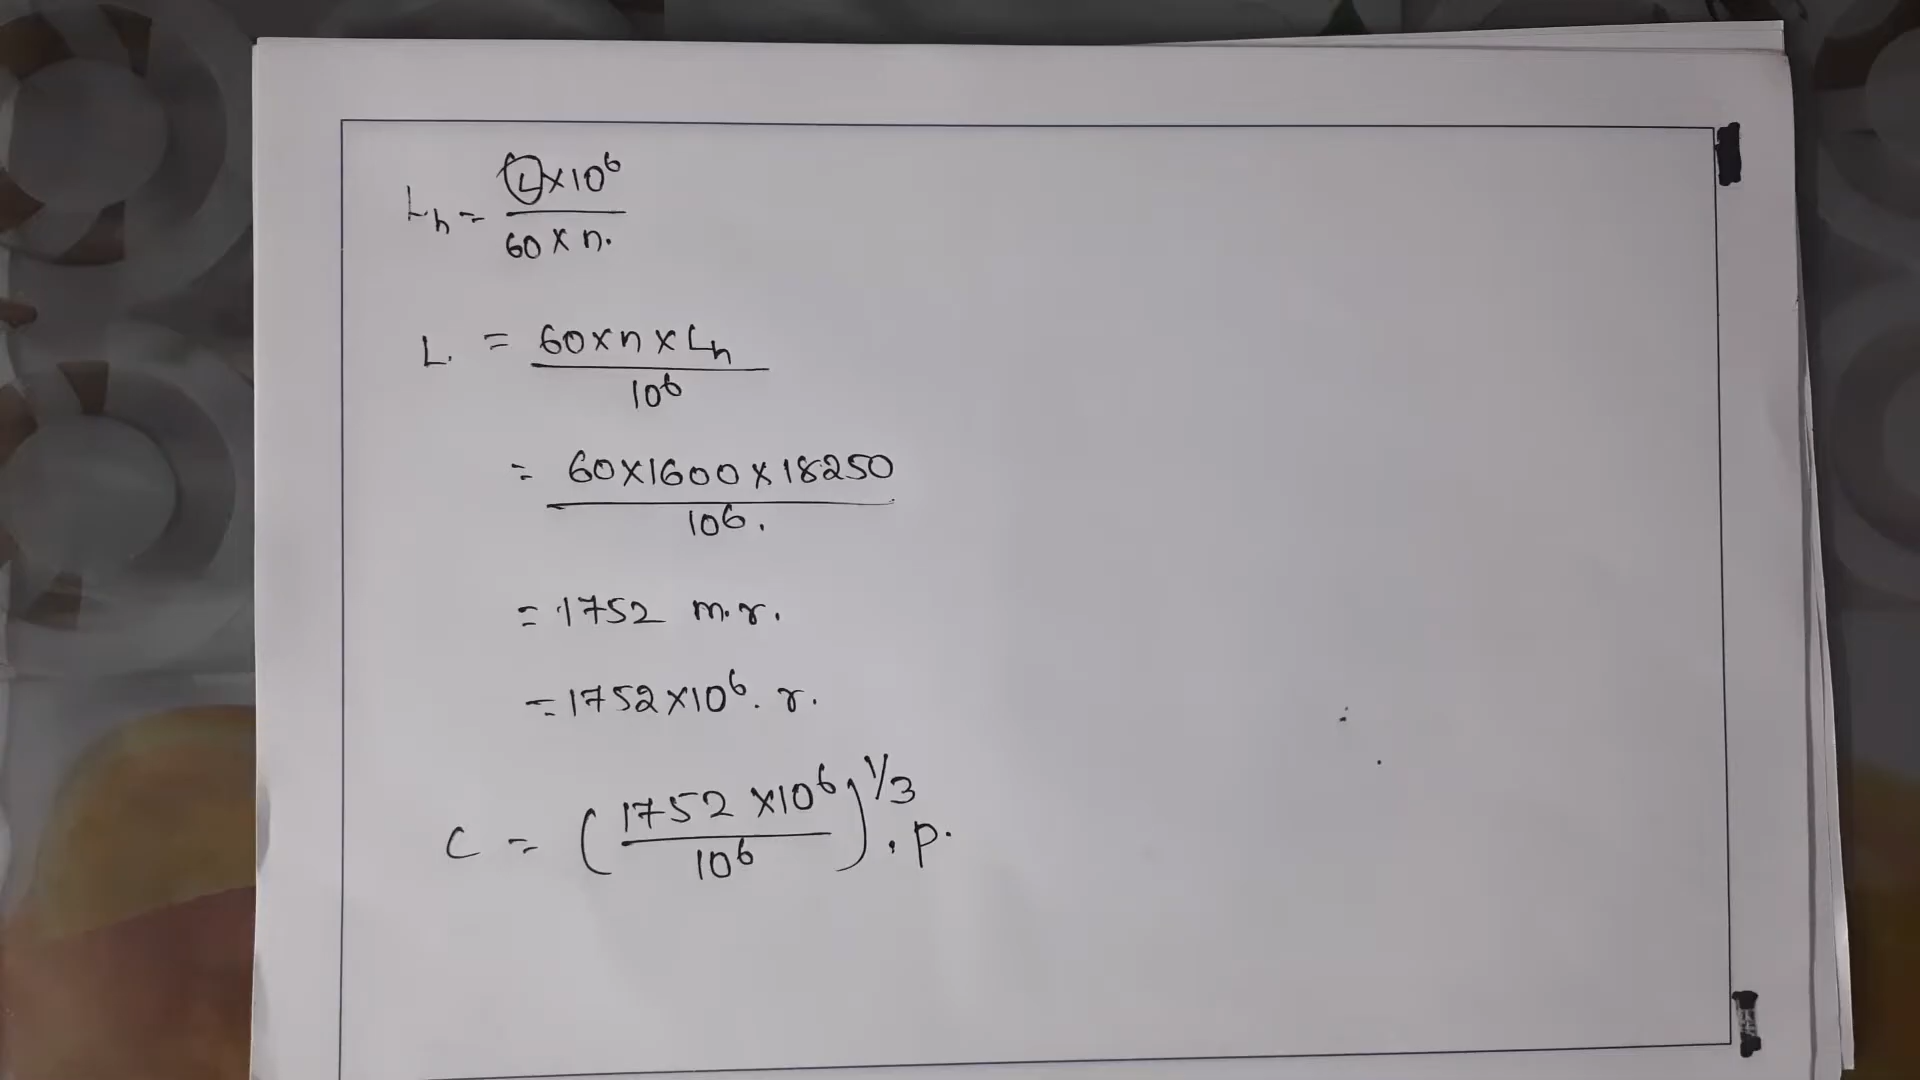 Lh = L×10⁶ / 60×n.
L. = 60×n×Lh / 10⁶
= 60×1600×18250 / 10⁶.
= 1752 m.r.
= 1752×10⁶. r.
C = (1752×10⁶ / 10⁶)^1/3 . p.